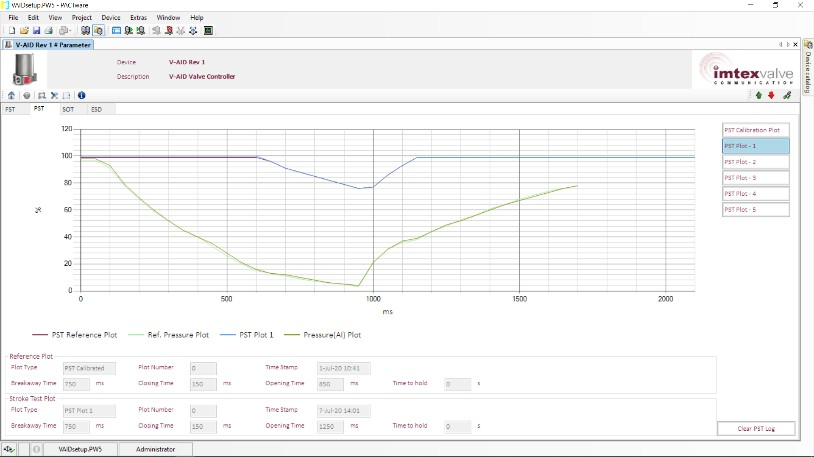 VAIDsetup.PW5 - PACTware
File Edit View Project Device Extras Window Help
V-AID Rev 1 # Parameter
Device V-AID Rev 1
Description V-AID Valve Controller
imtexvalve
COMMUNICATION
Device catalog
FST PST SOT ESD
120
100
80
60
40
20
0
%
0 500 1000 1500 2000
ms
PST Calibration Plot
PST Plot - 1
PST Plot - 2
PST Plot - 3
PST Plot - 4
PST Plot - 5
PST Reference Plot Ref. Pressure Plot PST Plot 1 Pressure(AI) Plot
Reference Plot
Plot Type PST Calibrated Plot Number 0 Time Stamp 1-Jul-20 10:41
Breakaway Time 750 ms Closing Time 150 ms Opening Time 850 ms Time to hold 0 s
Stroke Test Plot
Plot Type PST Plot 1 Plot Number 0 Time Stamp 7-Jul-20 14:01
Breakaway Time 750 ms Closing Time 150 ms Opening Time 1250 ms Time to hold 0 s
Clear PST Log
VAIDsetup.PW5 Administrator